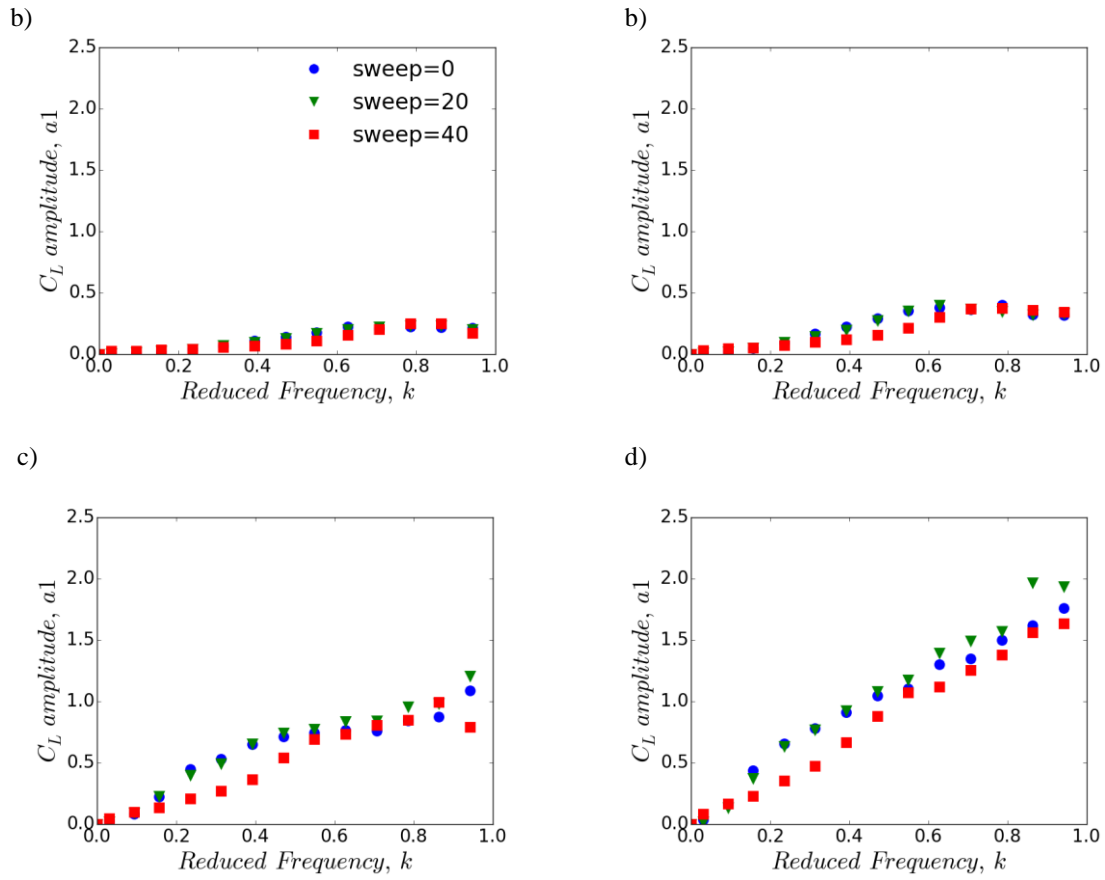 b)
2.5
2.0
1.5
1.0
0.5
0.0
C_L amplitude, a1
sweep=0
sweep=20
sweep=40
0.0 0.2 0.4 0.6 0.8 1.0
Reduced Frequency, k
b)
2.5
2.0
1.5
1.0
0.5
0.0
C_L amplitude, a1
0.0 0.2 0.4 0.6 0.8 1.0
Reduced Frequency, k
c)
2.5
2.0
1.5
1.0
0.5
0.0
C_L amplitude, a1
0.0 0.2 0.4 0.6 0.8 1.0
Reduced Frequency, k
d)
2.5
2.0
1.5
1.0
0.5
0.0
C_L amplitude, a1
0.0 0.2 0.4 0.6 0.8 1.0
Reduced Frequency, k